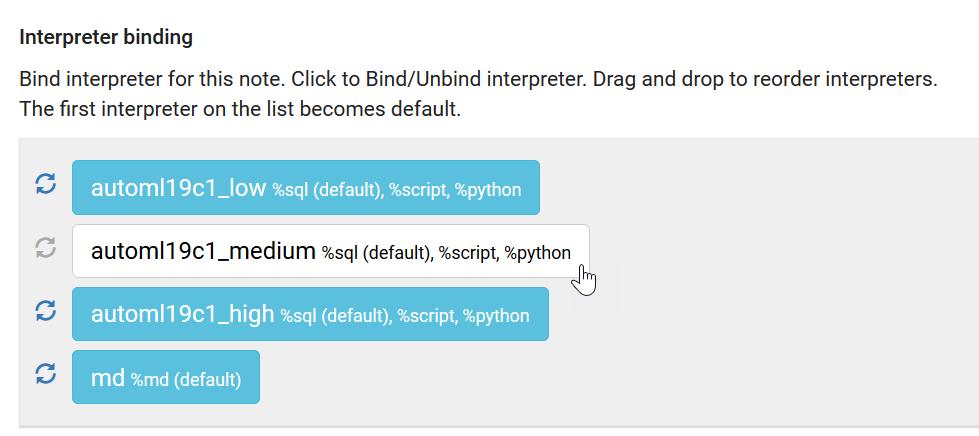 Interpreter binding
Bind interpreter for this note. Click to Bind/Unbind interpreter. Drag and drop to reorder interpreters.
The first interpreter on the list becomes default.
automl19c1_low %sql (default), %script, %python
automl19c1_medium %sql (default), %script, %python
automl19c1_high %sql (default), %script, %python
md %md (default)